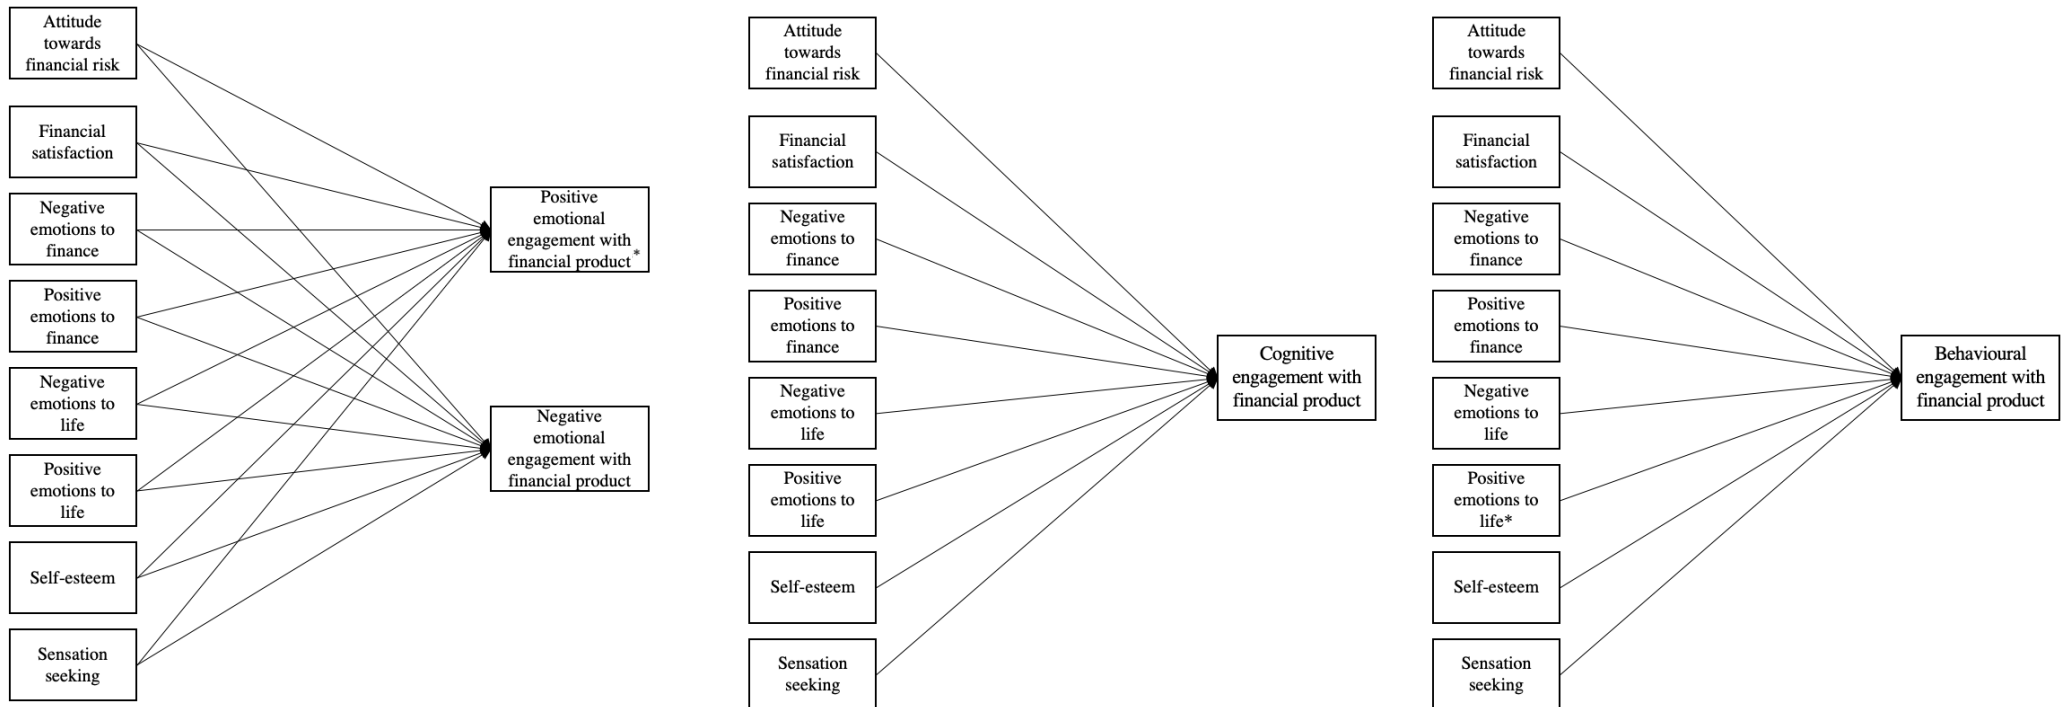 Attitude
towards
financial risk
Financial
satisfaction
Negative
emotions to
finance
Positive
emotions to
finance
Negative
emotions to
life
Positive
emotions to
life
Self-esteem
Sensation
seeking
Positive
emotional
engagement with
financial product*
Negative
emotional
engagement with
financial product
Attitude
towards
financial risk
Financial
satisfaction
Negative
emotions to
finance
Positive
emotions to
finance
Negative
emotions to
life
Positive
emotions to
life
Self-esteem
Sensation
seeking
Cognitive
engagement with
financial product
Attitude
towards
financial risk
Financial
satisfaction
Negative
emotions to
finance
Positive
emotions to
finance
Negative
emotions to
life
Positive
emotions to
life*
Self-esteem
Sensation
seeking
Behavioural
engagement with
financial product